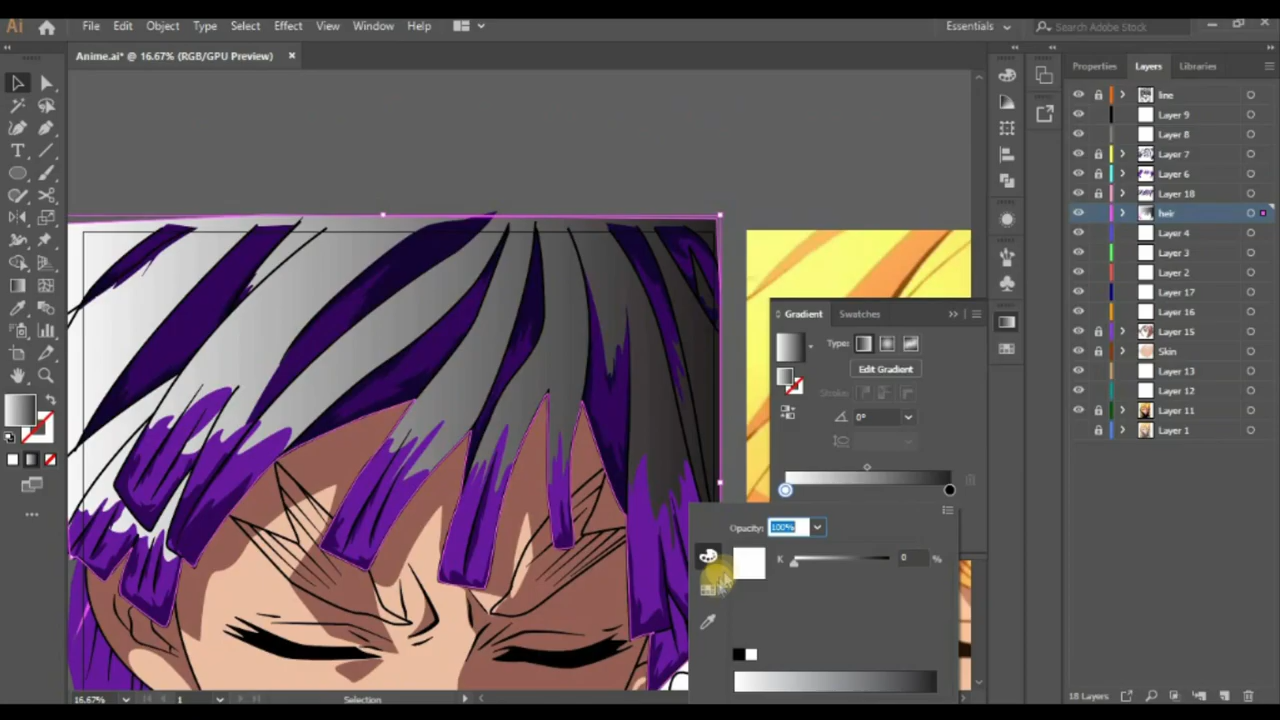 Ai File Edit Object Type Select Effect View Window Help Essentials Search Adobe Stock
Anime.ai* @ 16.67% (RGB/GPU Preview) ×
Properties Layers Libraries
line
Layer 9
Layer 8
Layer 7
Layer 6
Layer 18
heir
Layer 4
Layer 3
Layer 2
Layer 17
Layer 16
Layer 15
Skin
Layer 13
Layer 12
Layer 11
Layer 1
Gradient Swatches
Type:
Edit Gradient
Stroke:
0°
Opacity: 100%
K 0 %
16.67% 1 Selection
18 Layers